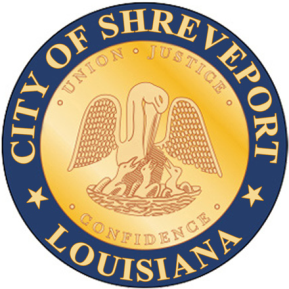 CITY OF SHREVEPORT
UNION · JUSTICE
CONFIDENCE
LOUISIANA